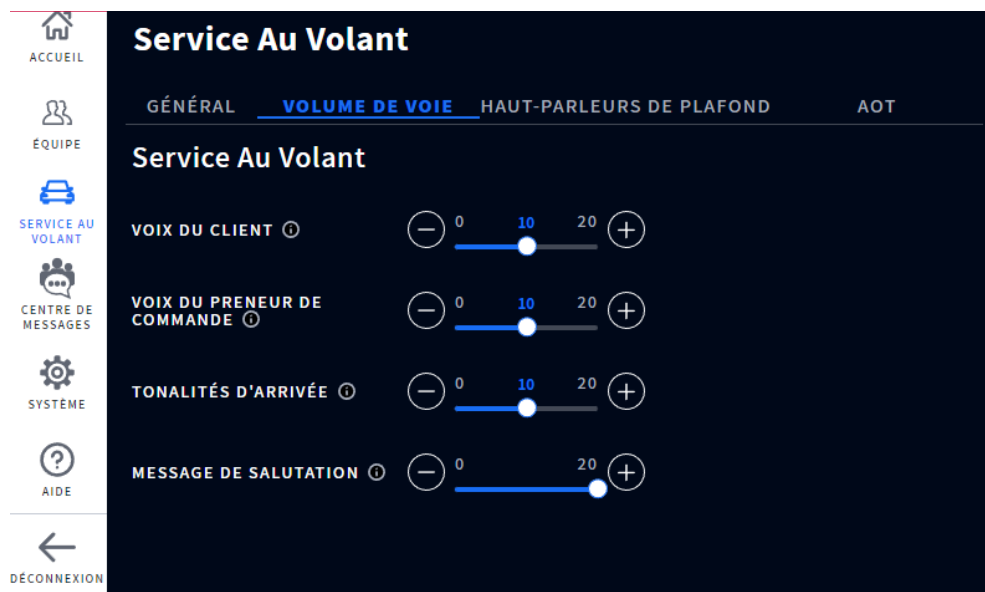 Service Au Volant
ACCUEIL
GÉNÉRAL VOLUME DE VOIE HAUT-PARLEURS DE PLAFOND AOT
ÉQUIPE
Service Au Volant
SERVICE AU
VOLANT
VOIX DU CLIENT 0 10 20
CENTRE DE
MESSAGES
VOIX DU PRENEUR DE
COMMANDE 0 10 20
SYSTÈME
TONALITÉS D'ARRIVÉE 0 10 20
AIDE
MESSAGE DE SALUTATION 0 20
DÉCONNEXION